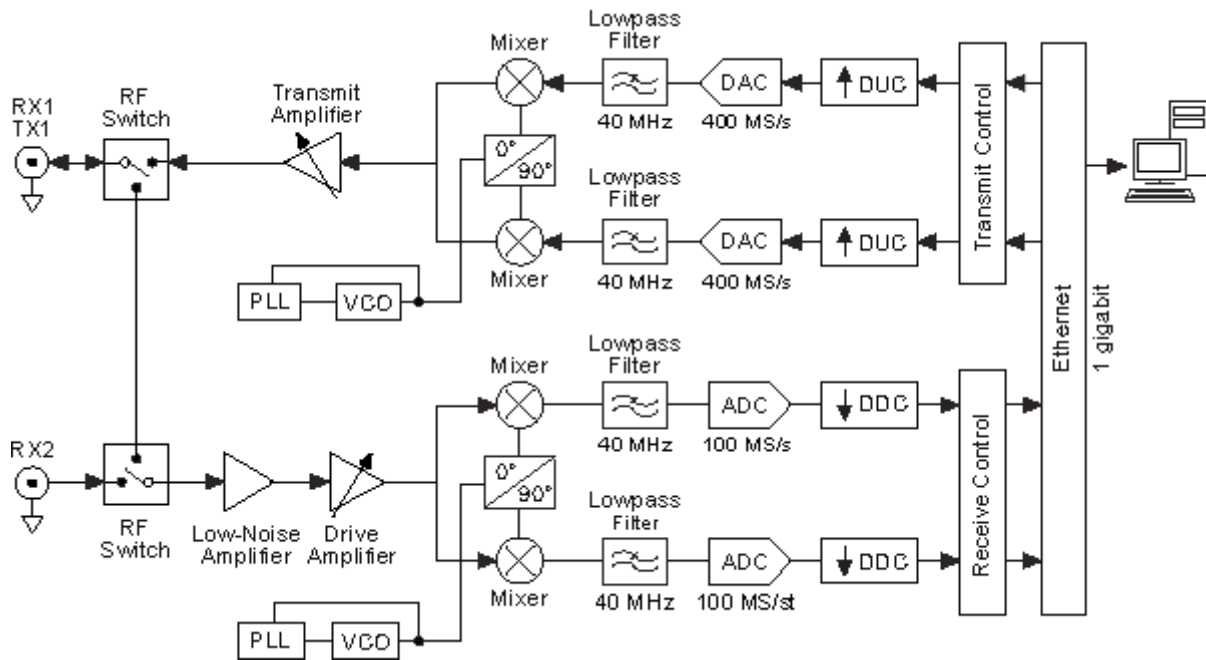 Lowpass
Filter
Mixer
DAC
DUC
40 MHz
400 MS/s
RF
Switch
Transmit
Amplifier
RX1
TX1
0°
90°
Lowpass
Filter
DAC
DUC
Mixer
40 MHz
400 MS/s
PLL
VCO
Transmit Control
Ethernet
1 gigabit
Lowpass
Filter
Mixer
ADC
DDC
40 MHz
100 MS/s
RX2
RF
Switch
Low-Noise
Amplifier
Drive
Amplifier
0°
90°
Lowpass
Filter
ADC
DDC
Mixer
40 MHz
100 MS/st
PLL
VCO
Receive Control